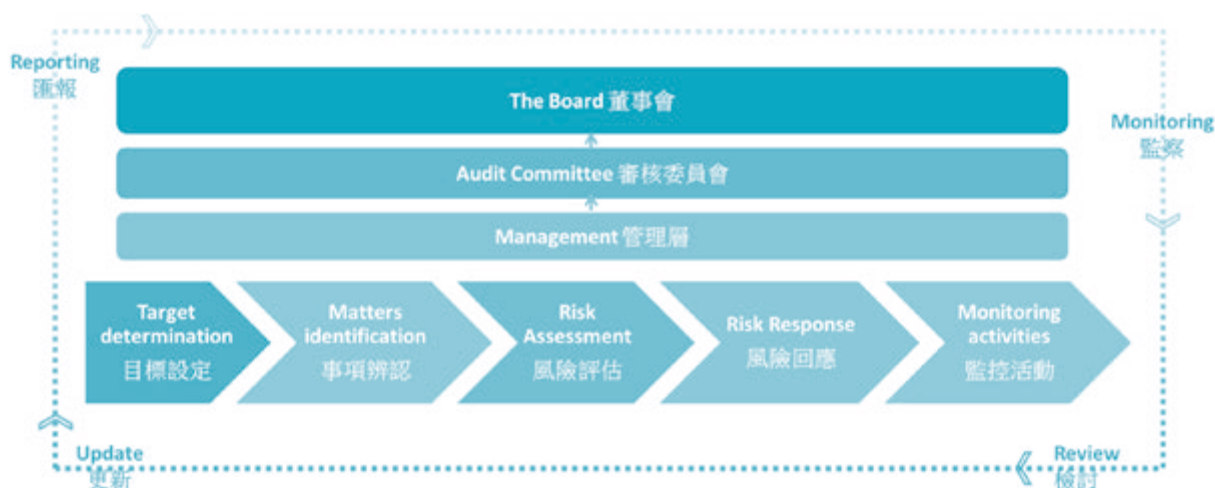 Reporting
匯報
The Board 董事會
Monitoring
監察
Audit Committee 審核委員會
Management 管理層
Target
determination
目標設定
Matters
identification
事項辨認
Risk
Assessment
風險評估
Risk Response
風險回應
Monitoring
activities
監控活動
Update
更新
Review
檢討